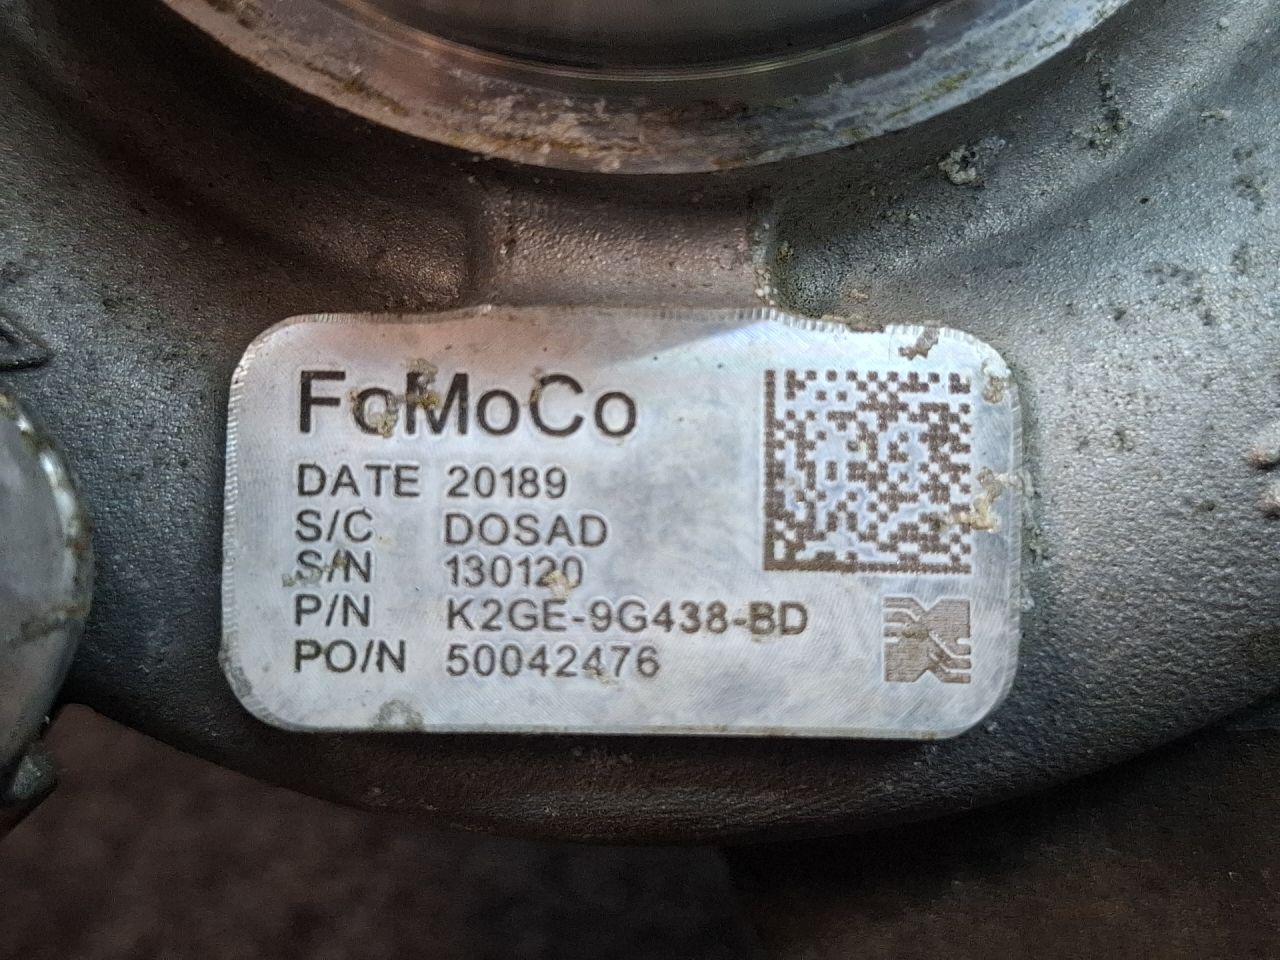 FoMoCo
DATE 20189
S/C DOSAD
S/N 130120
P/N K2GE-9G438-BD
PO/N 50042476